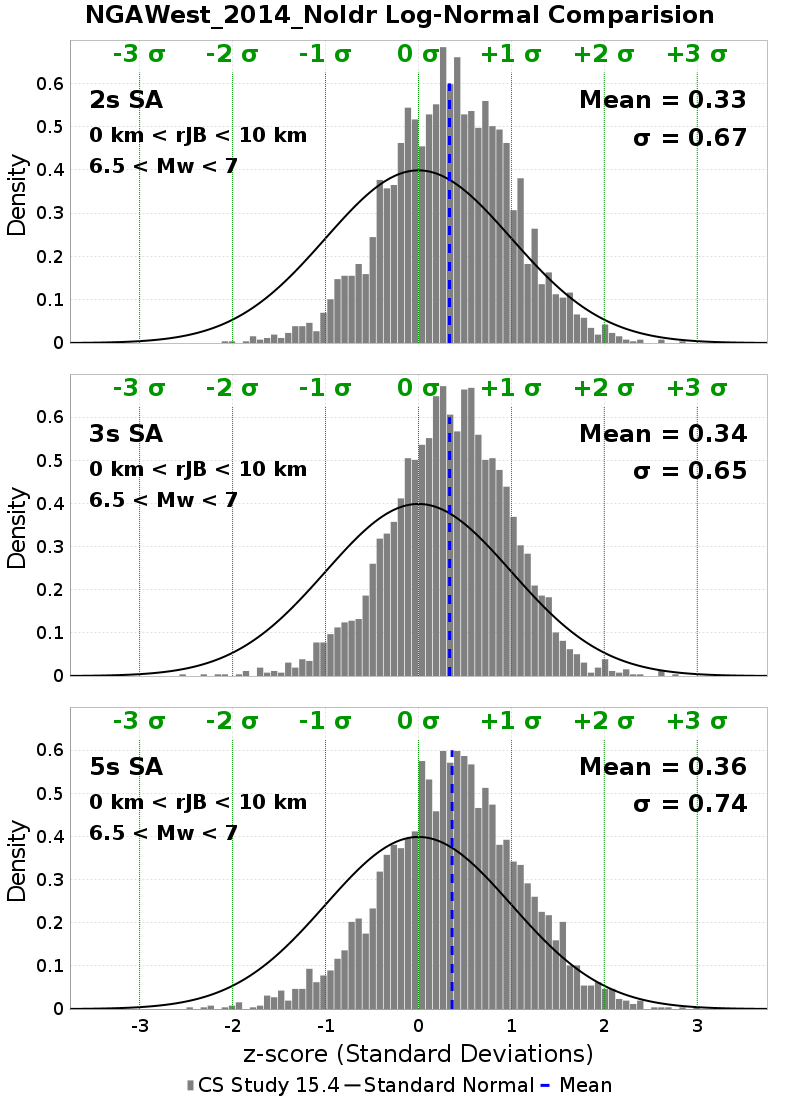 NGAWest_2014_NoIdr Log-Normal Comparision
-3 σ -2 σ -1 σ 0 σ +1 σ +2 σ +3 σ
0.6
2s SA Mean = 0.33
0.5
0 km < rJB < 10 km σ = 0.67
0.4
6.5 < Mw < 7
Density
0.3
0.2
0.1
0
-3 σ -2 σ -1 σ 0 σ +1 σ +2 σ +3 σ
0.6
3s SA Mean = 0.34
0.5
0 km < rJB < 10 km σ = 0.65
0.4
6.5 < Mw < 7
Density
0.3
0.2
0.1
0
-3 σ -2 σ -1 σ 0 σ +1 σ +2 σ +3 σ
0.6
5s SA Mean = 0.36
0.5
0 km < rJB < 10 km σ = 0.74
0.4
6.5 < Mw < 7
Density
0.3
0.2
0.1
0
-3 -2 -1 0 1 2 3
z-score (Standard Deviations)
CS Study 15.4 Standard Normal Mean